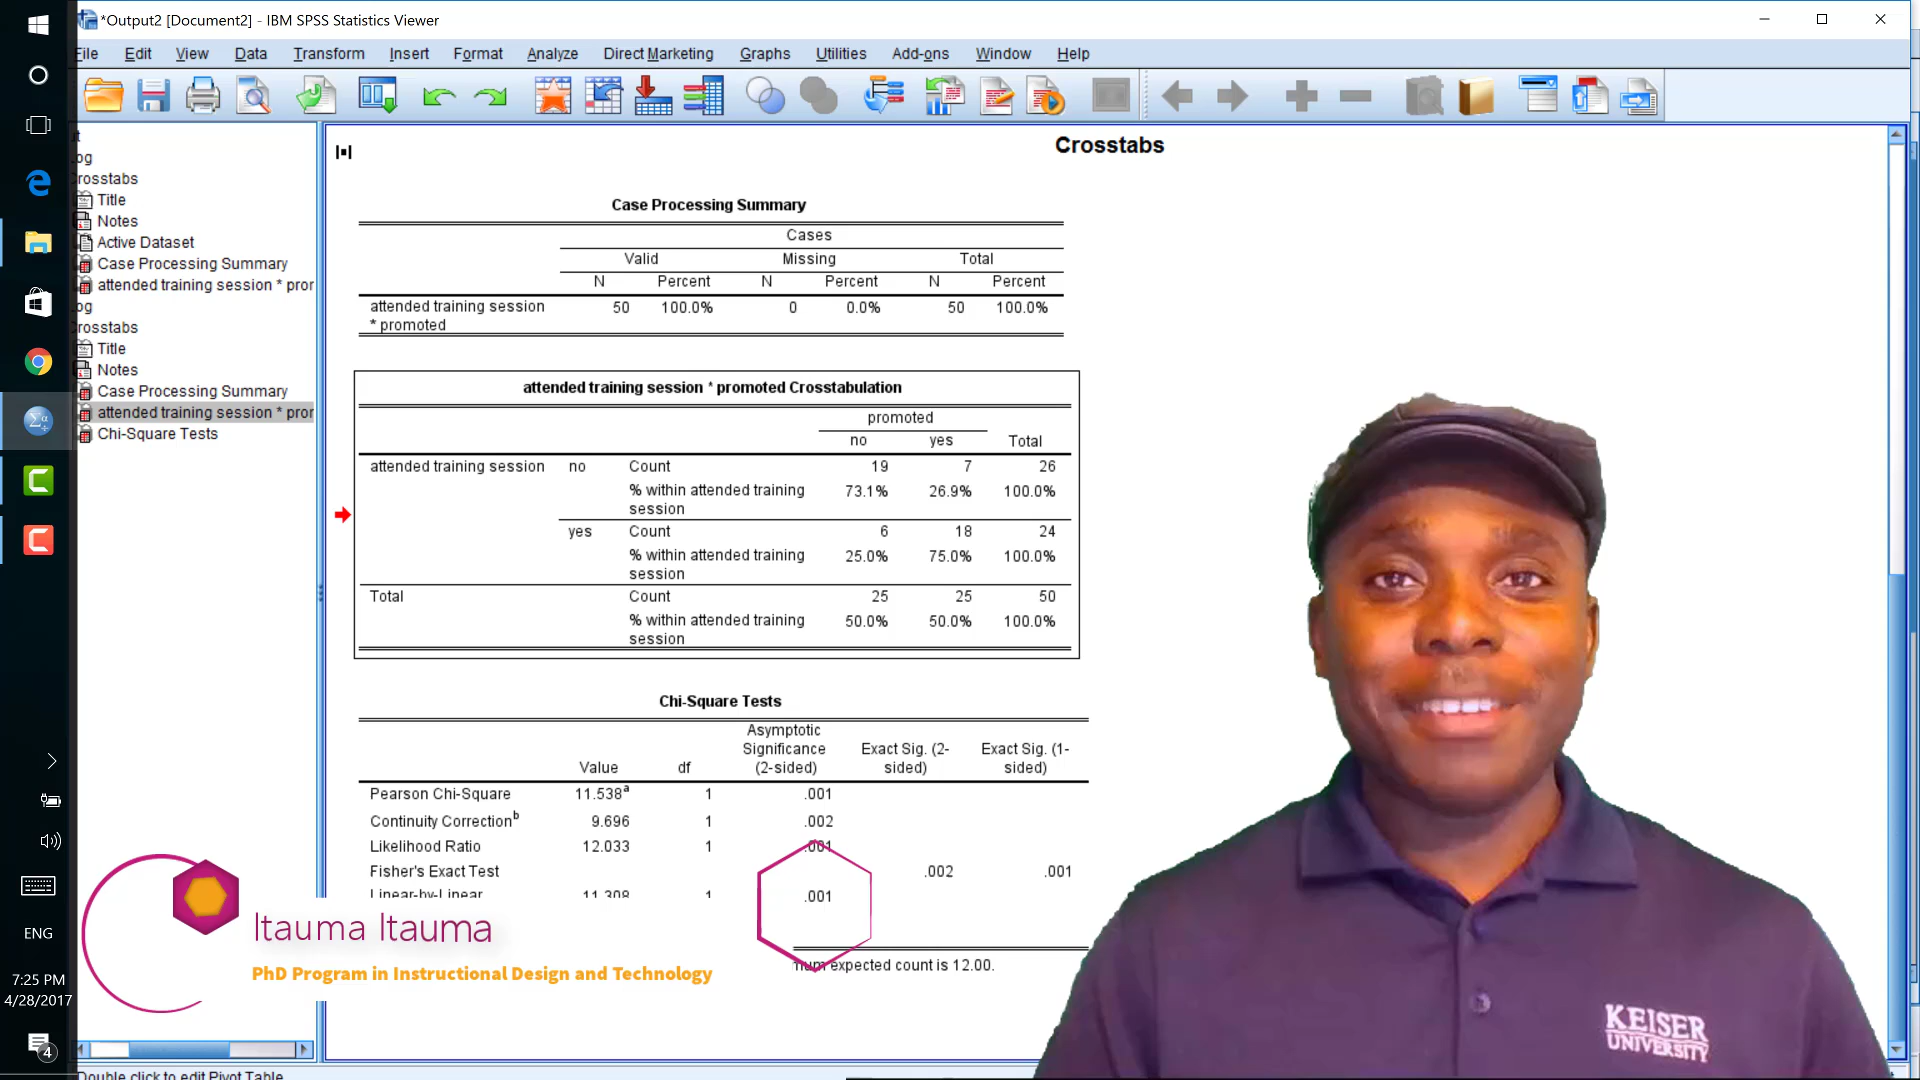 *Output2 [Document2] - IBM SPSS Statistics Viewer
File Edit View Data Transform Insert Format Analyze Direct Marketing Graphs Utilities Add-ons Window Help
Title
Notes
Active Dataset
Case Processing Summary
attended training session * pror
Title
Notes
Case Processing Summary
attended training session * pror
Chi-Square Tests
Crosstabs
Case Processing Summary
Cases
Valid Missing Total
N Percent N Percent N Percent
attended training session 50 100.0% 0 0.0% 50 100.0%
* promoted
attended training session * promoted Crosstabulation
promoted
no yes Total
attended training session no Count 19 7 26
% within attended training 73.1% 26.9% 100.0%
session
yes Count 6 18 24
% within attended training 25.0% 75.0% 100.0%
session
Total Count 25 25 50
% within attended training 50.0% 50.0% 100.0%
session
Chi-Square Tests
Asymptotic
Significance Exact Sig. (2- Exact Sig. (1-
Value df (2-sided) sided) sided)
Pearson Chi-Square 11.538a 1 .001
Continuity Correctionb 9.696 1 .002
Likelihood Ratio 12.033 1 .001
Fisher's Exact Test .002 .001
Linear-by-Linear 11.308 1 .001
expected count is 12.00.
Itauma Itauma
PhD Program in Instructional Design and Technology
KEISER
UNIVERSITY
ENG
7:25 PM
4/28/2017
4
Double click to edit Pivot Table